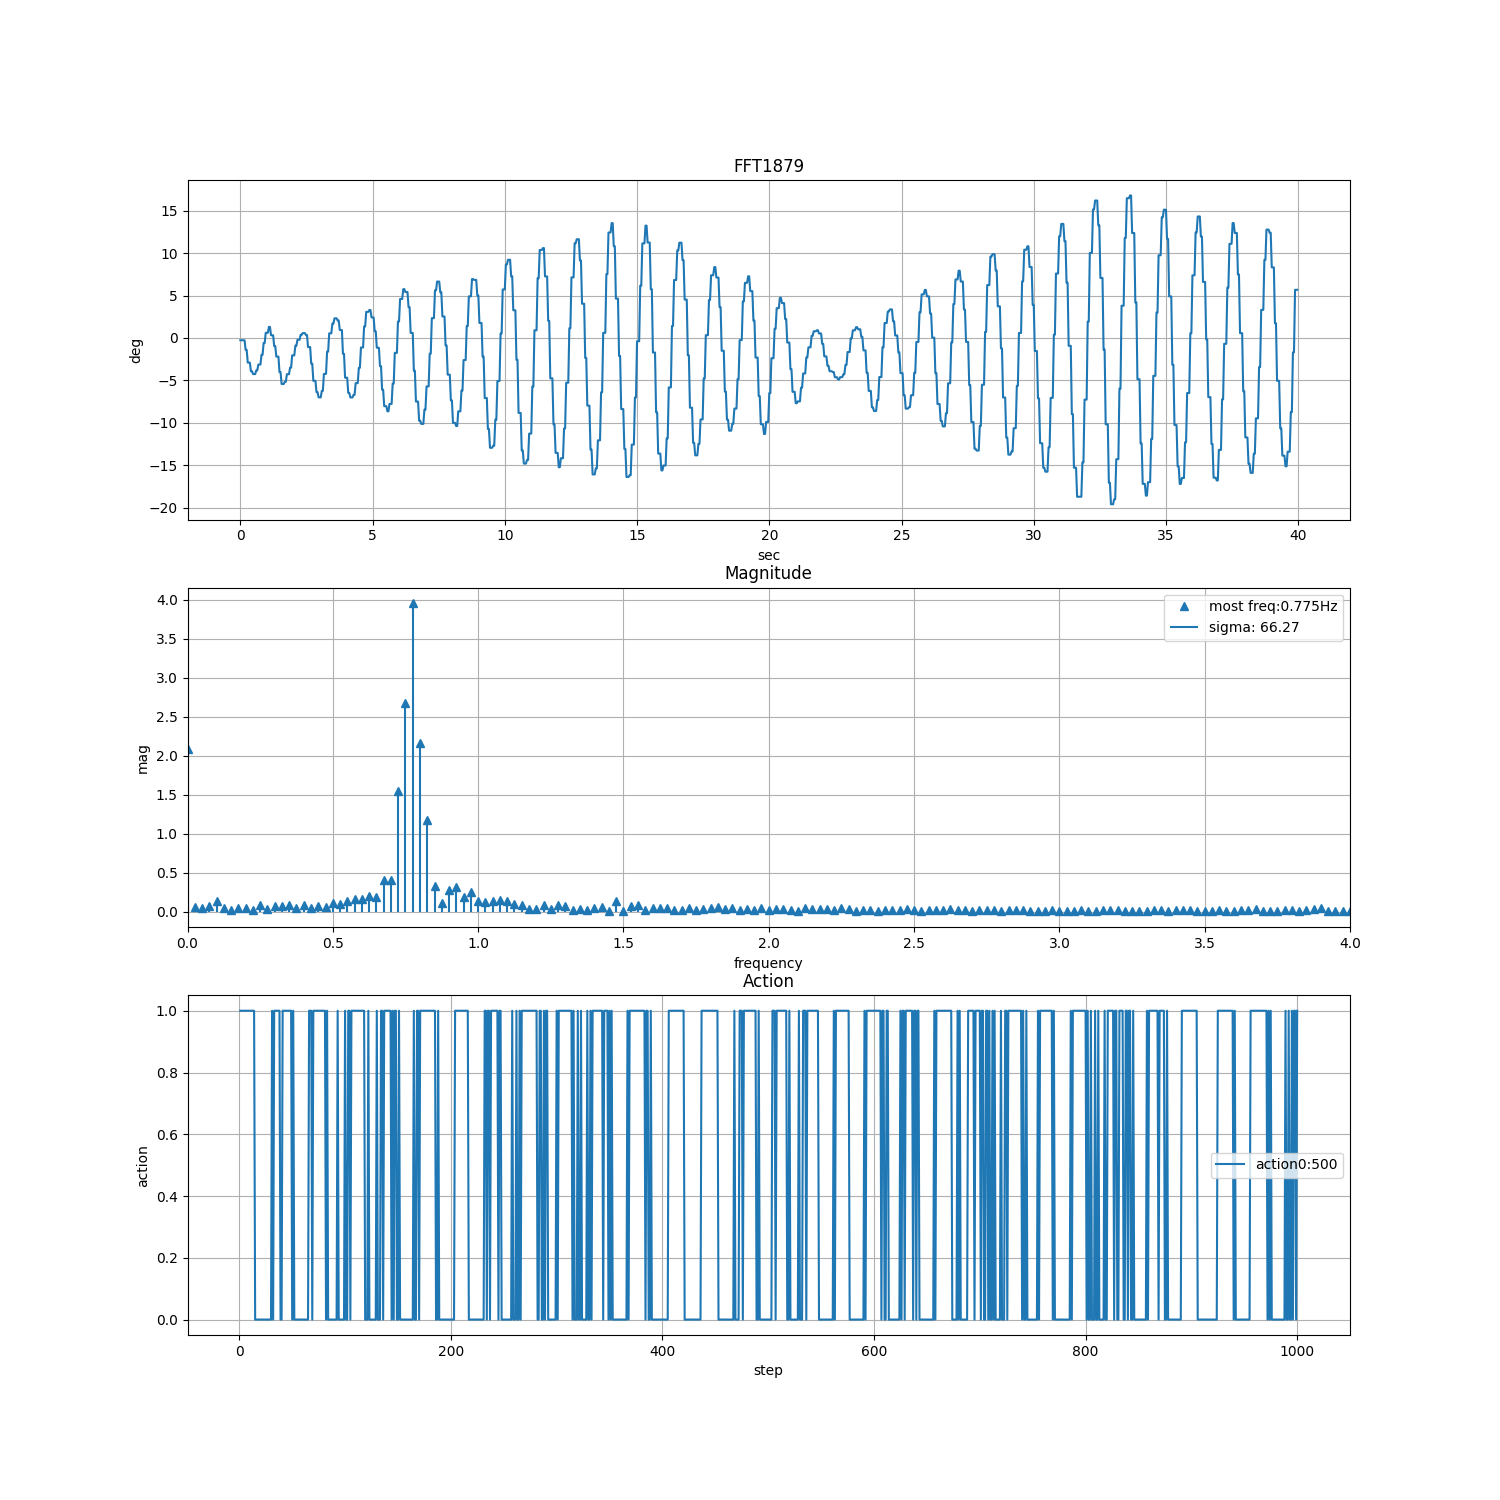 FFT1879
15
10
5
0
−5
−10
−15
−20
deg
0 5 10 15 20 25 30 35 40
sec
Magnitude
4.0
3.5
3.0
2.5
2.0
1.5
1.0
0.5
0.0
mag
most freq:0.775Hz
sigma: 66.27
0.0 0.5 1.0 1.5 2.0 2.5 3.0 3.5 4.0
frequency
Action
1.0
0.8
0.6
0.4
0.2
0.0
action
action0:500
0 200 400 600 800 1000
step